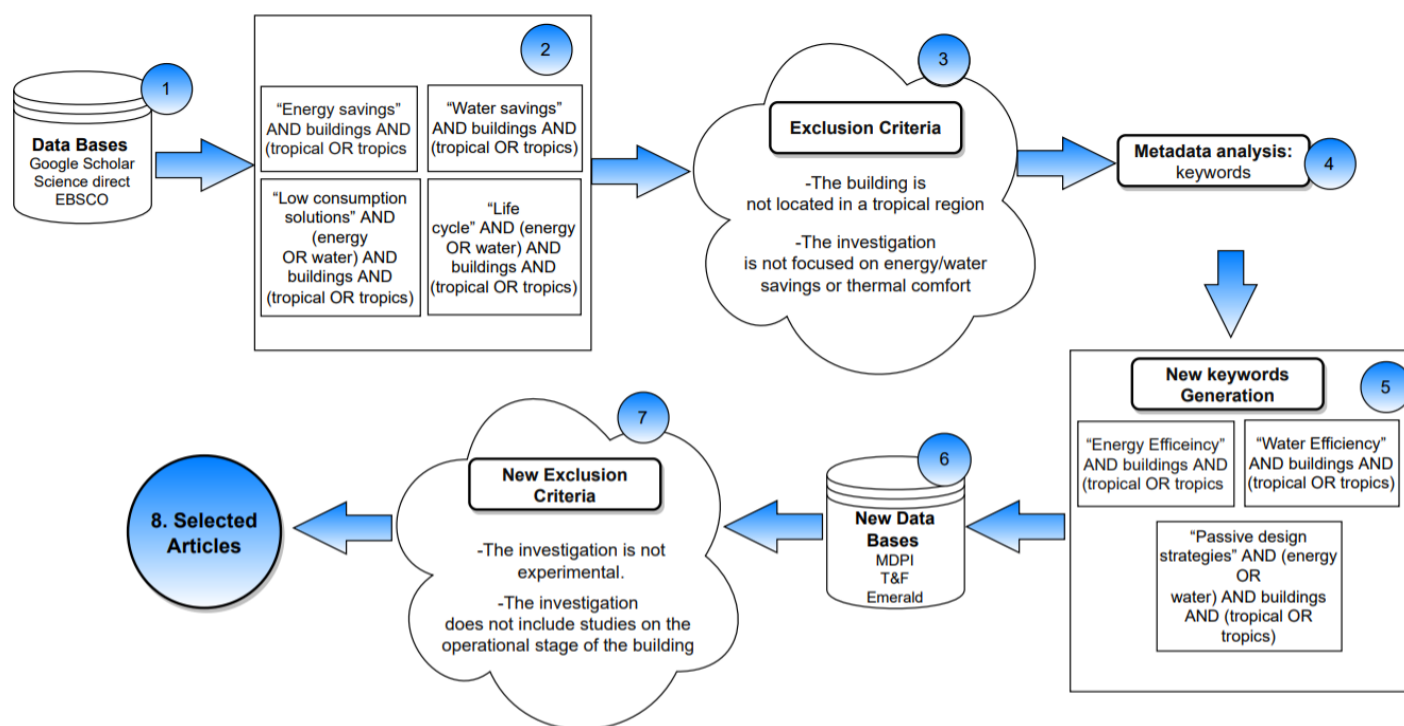 1
Data Bases
Google Scholar
Science direct
EBSCO
2
“Energy savings”
AND buildings AND
(tropical OR tropics
“Water savings”
AND buildings AND
(tropical OR tropics)
“Low consumption
solutions” AND
(energy
OR water) AND
buildings AND
(tropical OR tropics)
“Life
cycle” AND (energy
OR water) AND
buildings AND
(tropical OR tropics)
3
Exclusion Criteria
-The building is
not located in a tropical region
-The investigation
is not focused on energy/water
savings or thermal comfort
Metadata analysis:
keywords
4
New keywords
Generation
5
“Energy Efficeincy”
AND buildings AND
(tropical OR tropics
“Water Efficiency”
AND buildings AND
(tropical OR tropics)
“Passive design
strategies” AND (energy
OR
water) AND buildings
AND (tropical OR
tropics)
6
New Data
Bases
MDPI
T&F
Emerald
7
New Exclusion
Criteria
-The investigation is not
experimental.
-The investigation
does not include studies on the
operational stage of the building
8. Selected
Articles